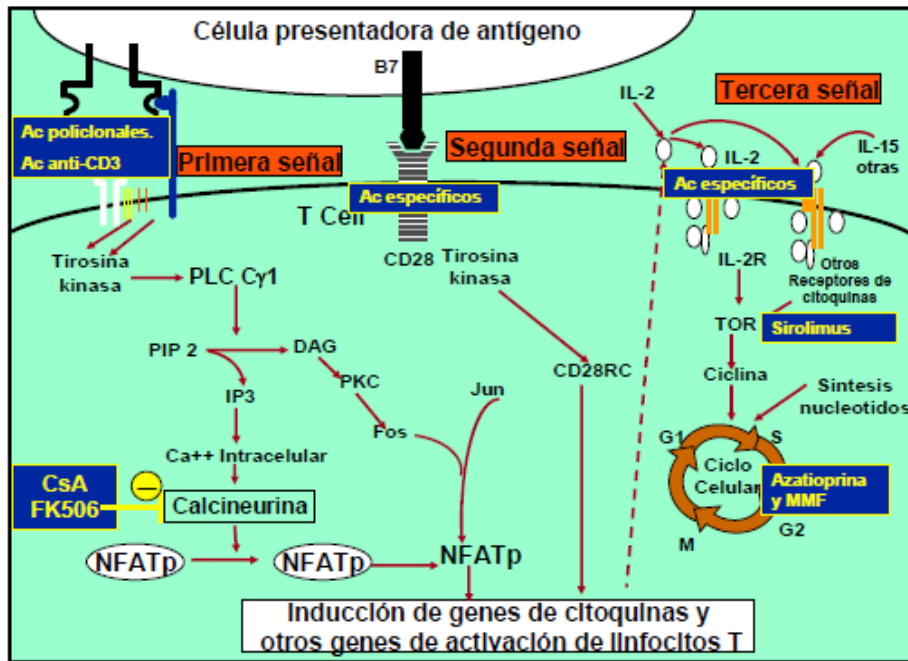 Célula presentadora de antígeno
B7
Ac policlonales.
Ac anti-CD3
Primera señal
Segunda señal
Tercera señal
IL-2
IL-2
IL-15
otras
Ac específicos
Ac específicos
T Cell
CD28
Tirosina
kinasa
PLC Cγ1
Tirosina
kinasa
IL-2R
Otros
Receptores de
citoquinas
TOR
Sirolimus
PIP 2
DAG
PKC
IP3
Fos
Jun
CD28RC
Ciclina
Sintesis
nucleotidos
Ca++ Intracelular
CsA
FK506
−
Calcineurina
G1
S
Ciclo
Celular
Azatioprina
y MMF
G2
M
NFATp
NFATp
NFATp
Inducción de genes de citoquinas y
otros genes de activación de linfocitos T